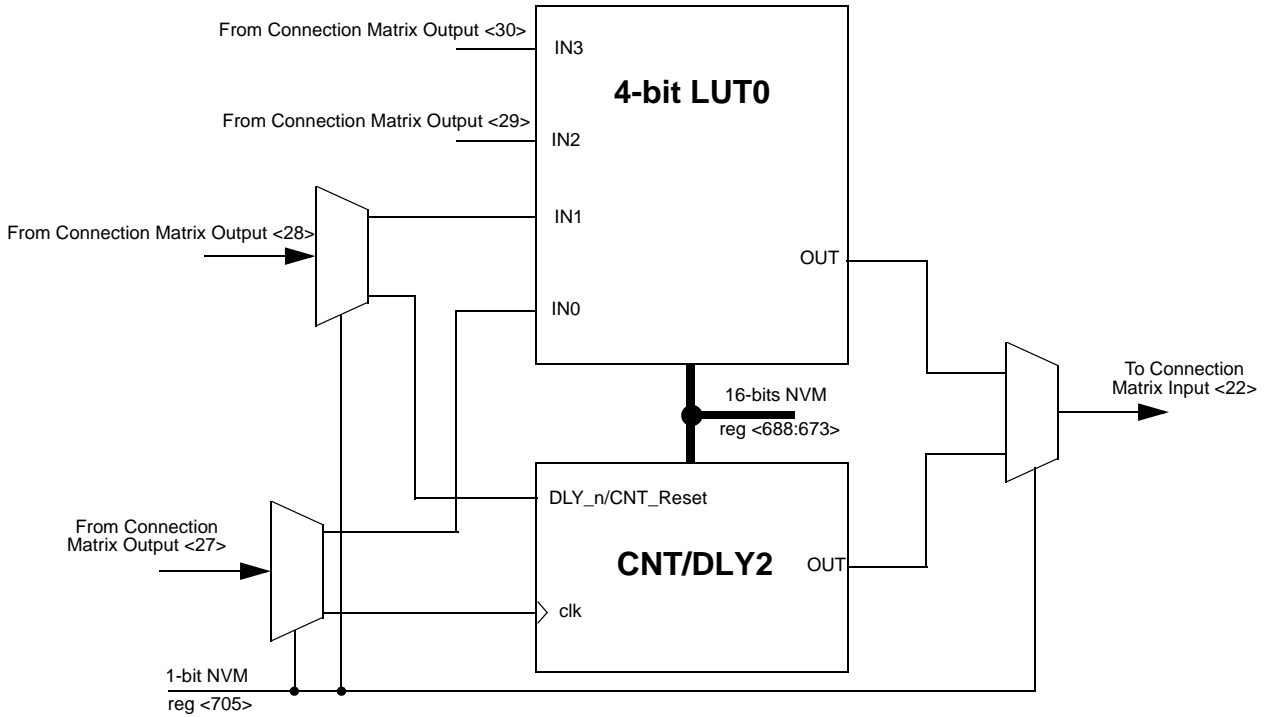 From Connection Matrix Output <30>
IN3
4-bit LUT0
From Connection Matrix Output <29>
IN2
IN1
From Connection Matrix Output <28>
OUT
IN0
To Connection
Matrix Input <22>
16-bits NVM
reg <688:673>
DLY_n/CNT_Reset
From Connection
Matrix Output <27>
CNT/DLY2
OUT
clk
1-bit NVM
reg <705>